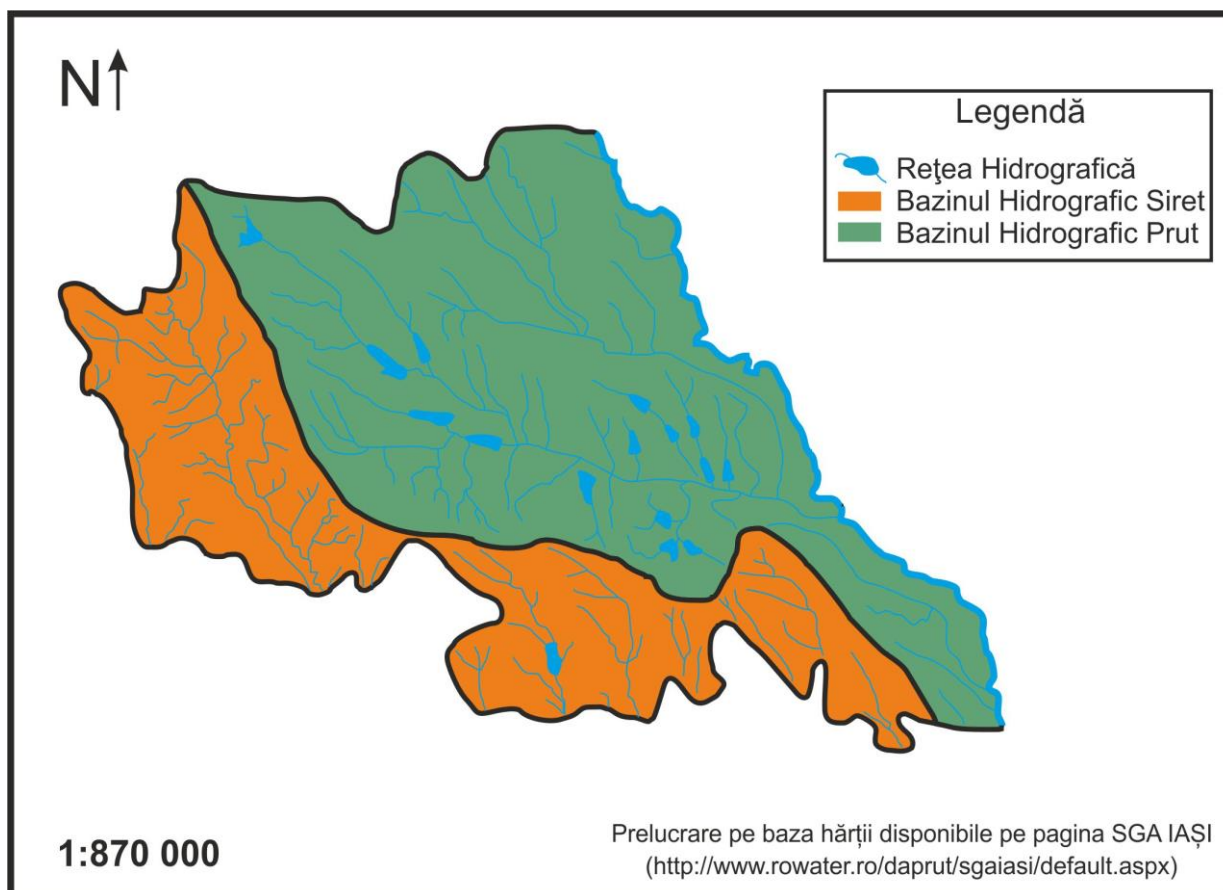 N
Legendă
Reţea Hidrografică
Bazinul Hidrografic Siret
Bazinul Hidrografic Prut
1:870 000
Prelucrare pe baza hărții disponibile pe pagina SGA IAȘI
(http://www.rowater.ro/daprut/sgaiasi/default.aspx)